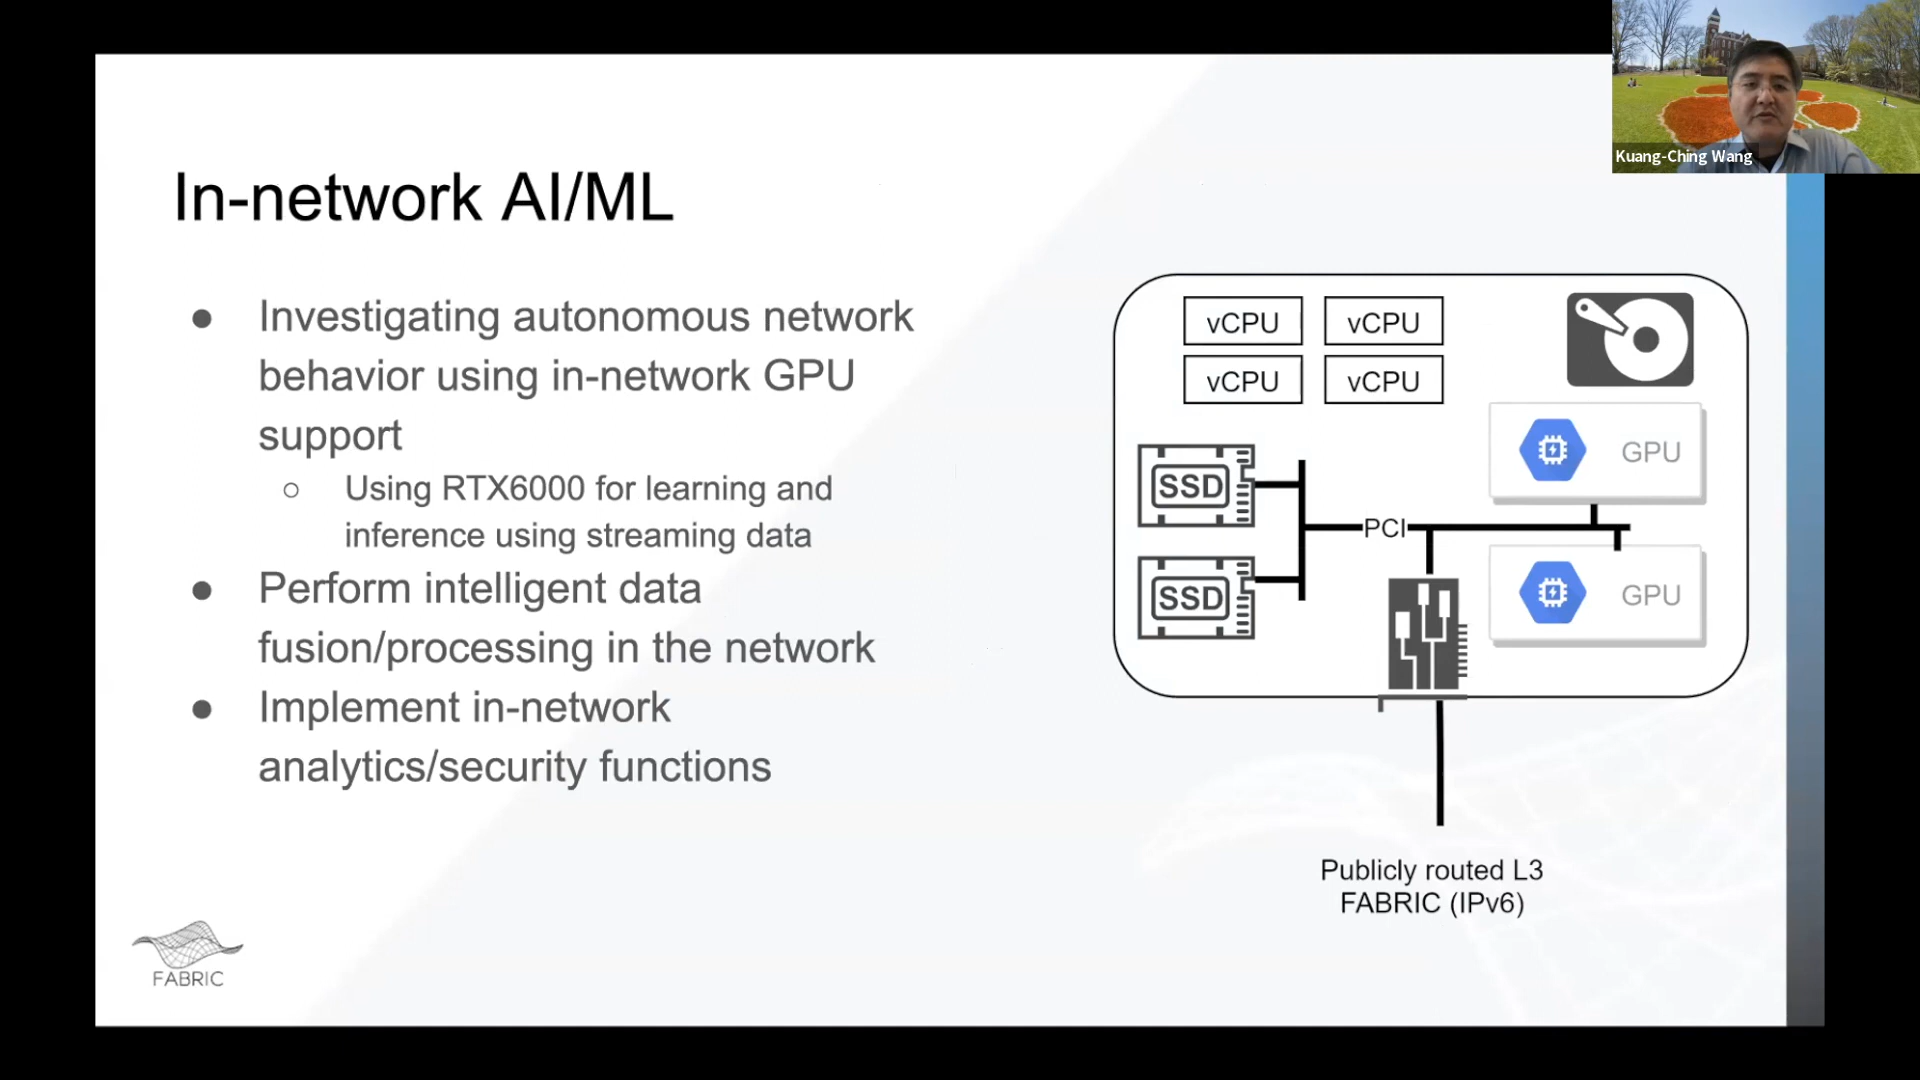 Kuang-Ching Wang
In-network AI/ML
● Investigating autonomous network
behavior using in-network GPU
support
○ Using RTX6000 for learning and
inference using streaming data
● Perform intelligent data
fusion/processing in the network
● Implement in-network
analytics/security functions
vCPU vCPU
vCPU vCPU
GPU
SSD
PCI
SSD
GPU
Publicly routed L3
FABRIC (IPv6)
FABRIC